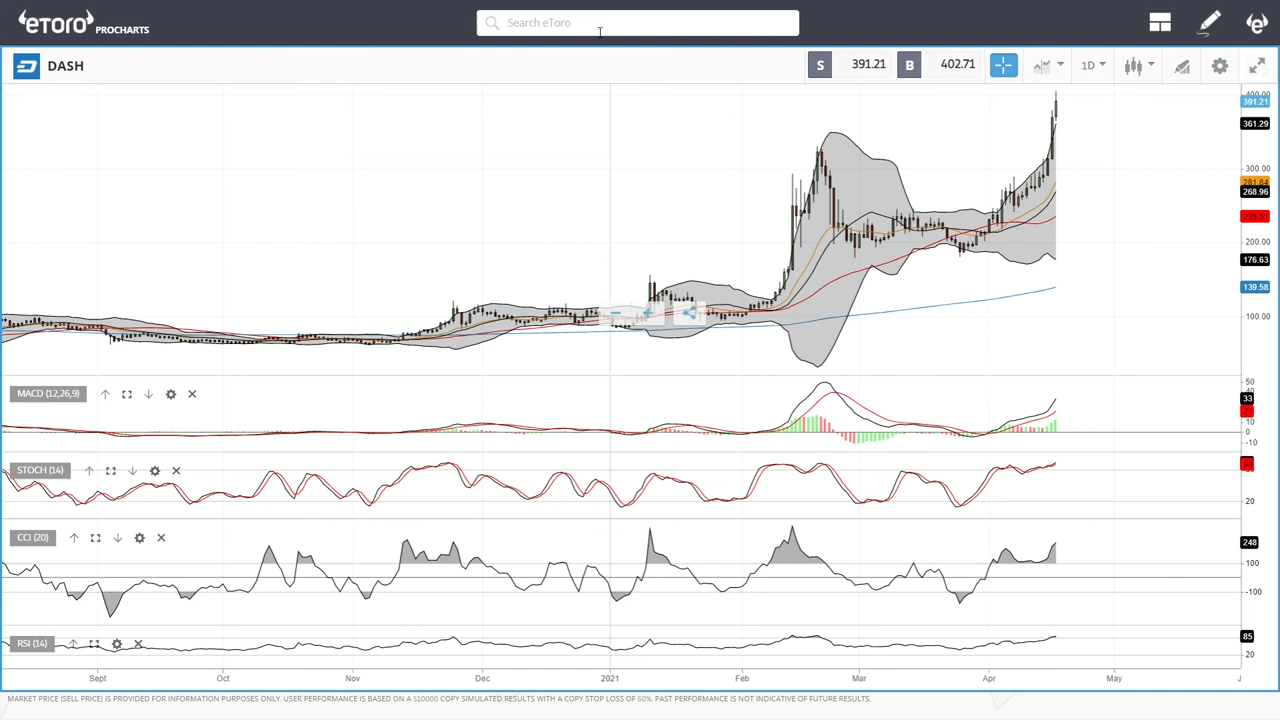 eTORO PROCHARTS Search eToro
DASH S 391.21 B 402.71 1D
400.00
391.21
361.29
300.00
281.84
268.96
200.00
176.63
139.58
100.00
MACD (12,26,9)
50
33
21
10
0
-10
STOCH (14)
20
CCI (20)
248
100
-100
RSI (14)
85
20
Sept Oct Nov Dec 2021 Feb Mar Apr May J
MARKET PRICE (SELL PRICE) IS PROVIDED FOR INFORMATION PURPOSES ONLY. USER PERFORMANCE IS BASED ON A $10000 COPY SIMULATED RESULTS WITH A COPY STOP LOSS OF 60%. PAST PERFORMANCE IS NOT INDICATIVE OF FUTURE RESULTS.